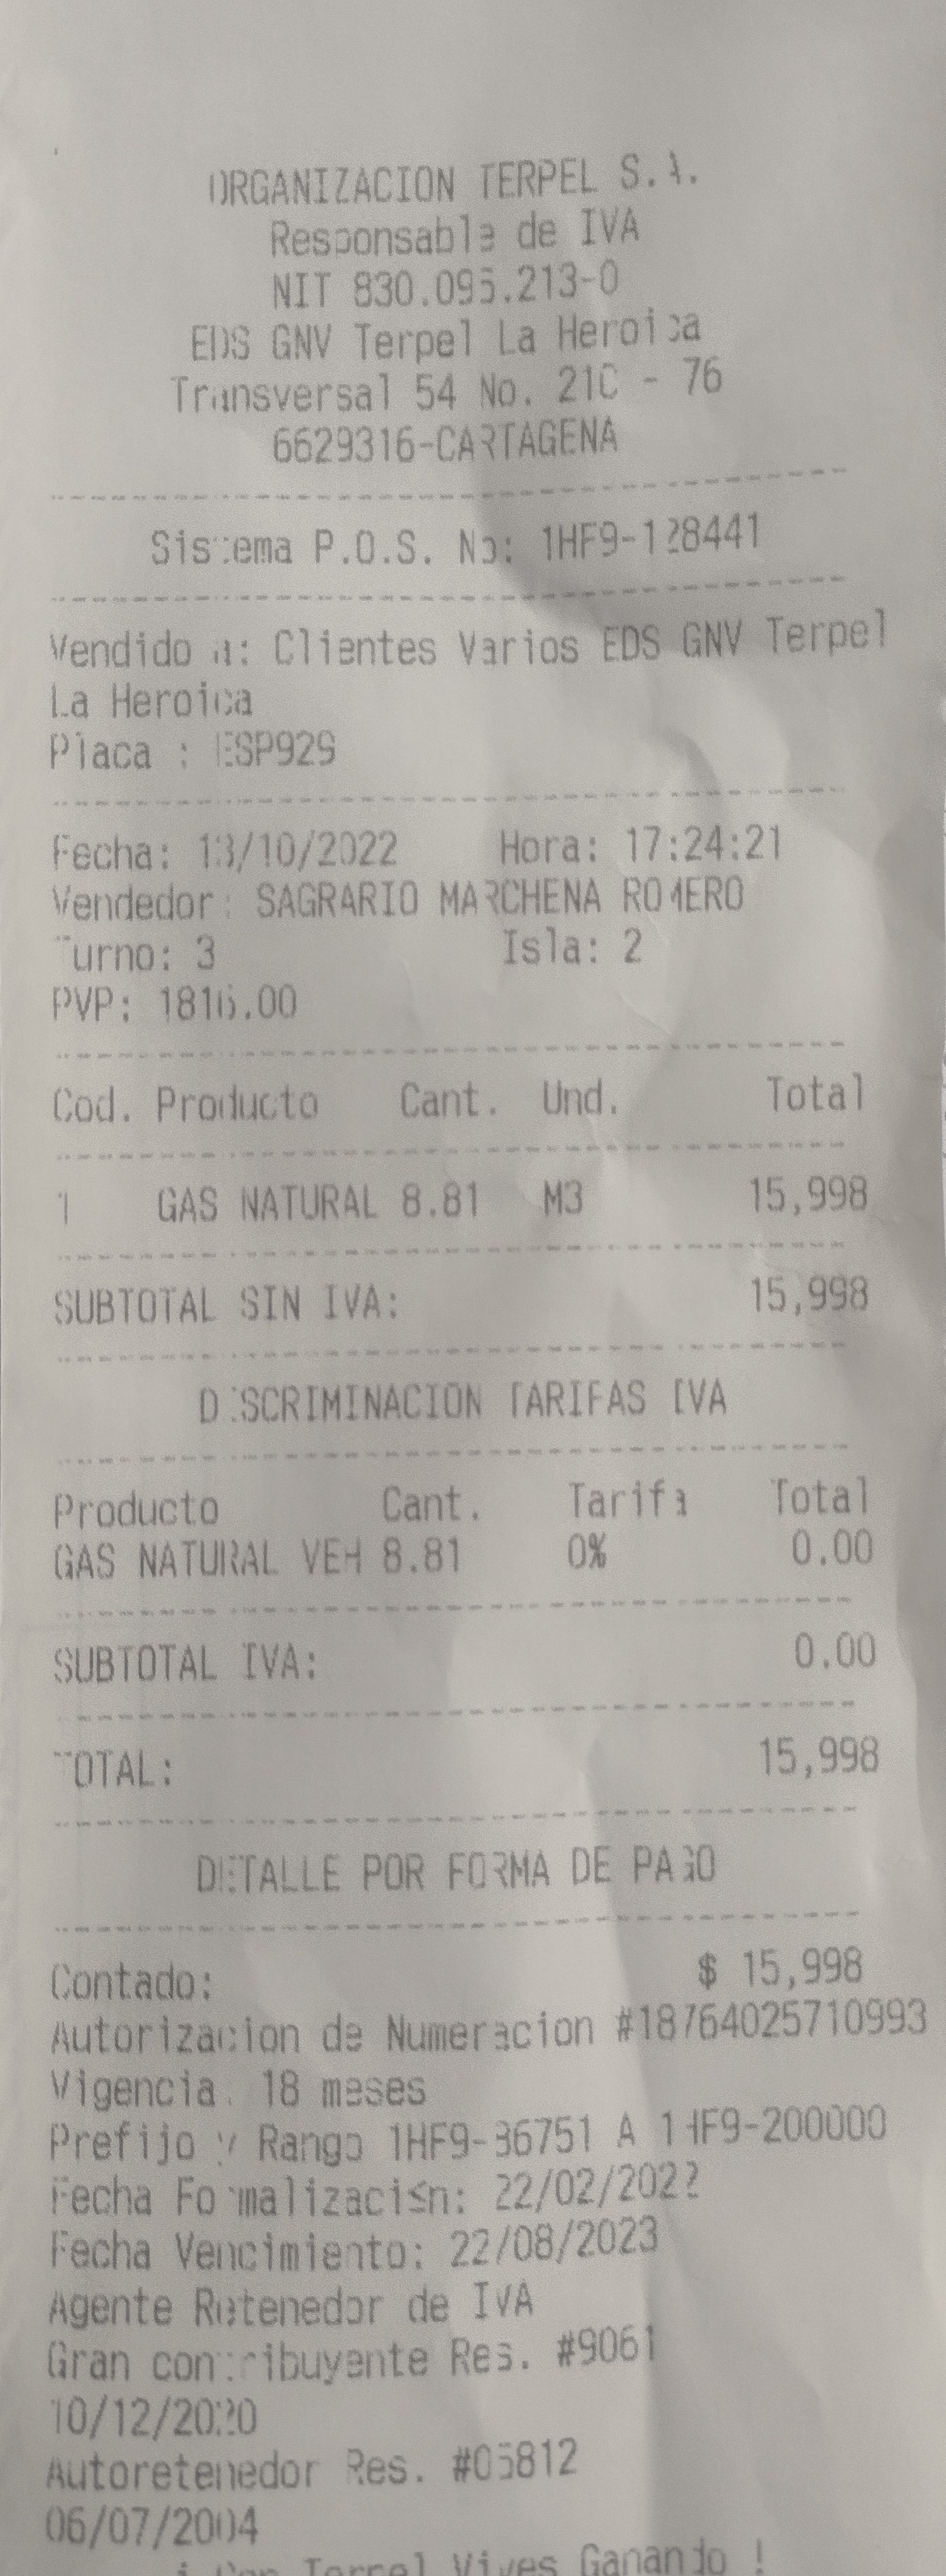 ORGANIZACION TERPEL S.A.
Responsable de IVA
NIT 830.095.213-0
EDS GNV Terpel La Heroica
Transversal 54 No. 21C - 76
6629316-CARTAGENA
Sistema P.O.S. No: 1HF9-128441
Vendido a: Clientes Varios EDS GNV Terpel
La Heroica
Placa : ESP929
Fecha: 13/10/2022 Hora: 17:24:21
Vendedor: SAGRARIO MARCHENA ROMERO
Turno: 3 Isla: 2
PVP: 1816.00
Cod. Producto Cant. Und. Total
1 GAS NATURAL 8.81 M3 15,998
SUBTOTAL SIN IVA: 15,998
DISCRIMINACION TARIFAS IVA
Producto Cant. Tarifa Total
GAS NATURAL VEH 8.81 0% 0.00
SUBTOTAL IVA: 0.00
TOTAL: 15,998
DETALLE POR FORMA DE PAGO
Contado: $ 15,998
Autorizacion de Numeracion #18764025710993
Vigencia: 18 meses
Prefijo y Rango 1HF9-86751 A 1HF9-200000
Fecha Formalizaci≤n: 22/02/2022
Fecha Vencimiento: 22/08/2023
Agente Retenedor de IVA
Gran contribuyente Res. #9061
10/12/2020
Autoretenedor Res. #05812
06/07/2004
¡ Con Terpel Vives Ganando !